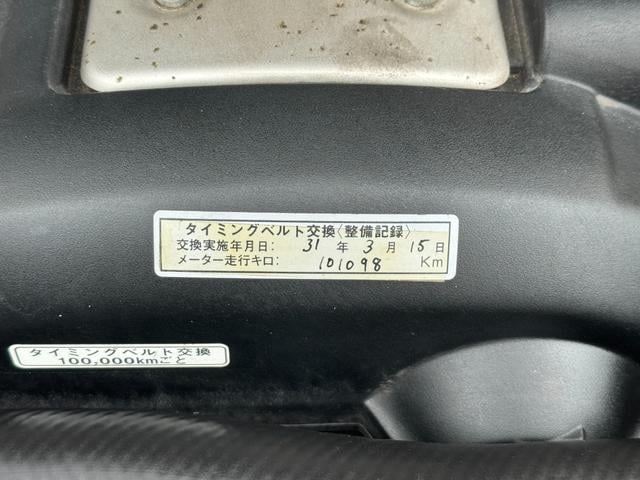 タイミングベルト交換〈整備記録〉
交換実施年月日： 31 年 3 月 15 日
メーター走行キロ： 101098 Km
タイミングベルト交換
100,000kmごと